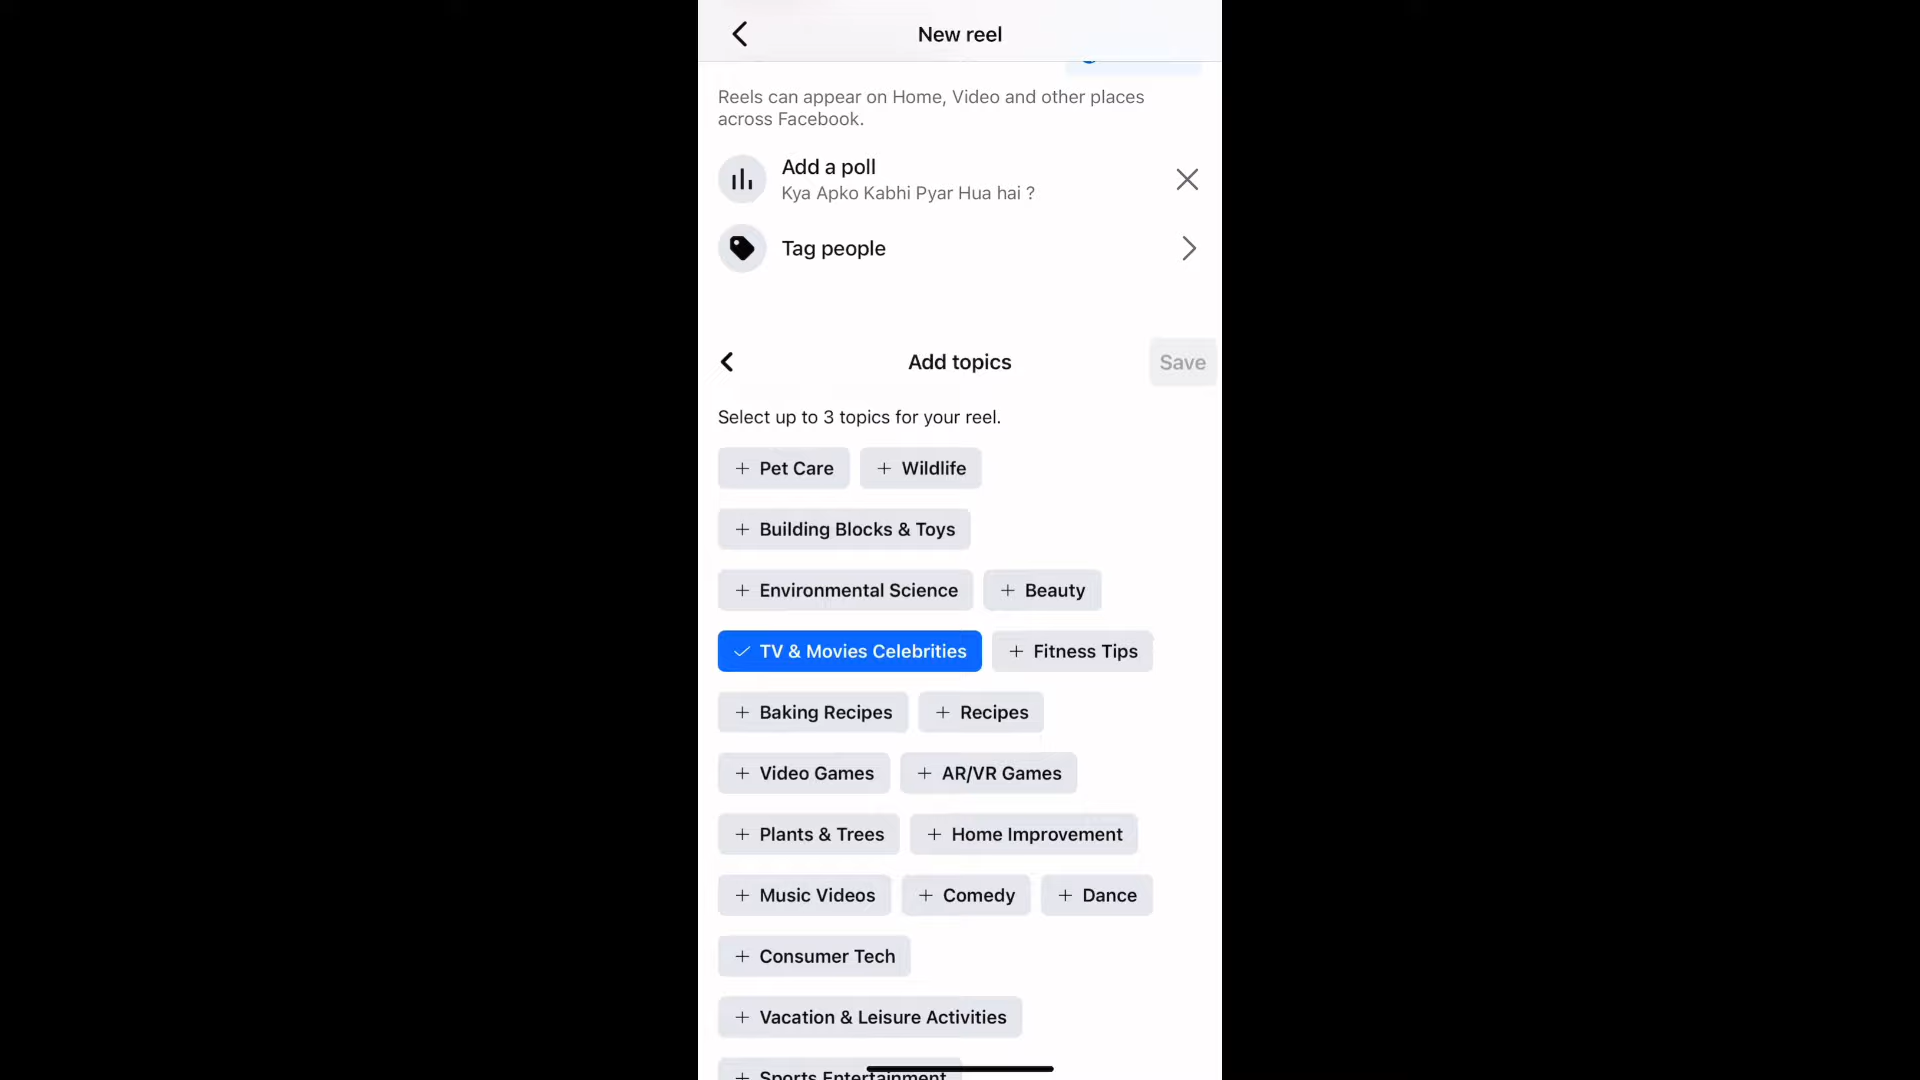 New reel
Reels can appear on Home, Video and other places
across Facebook.
Add a poll
Kya Apko Kabhi Pyar Hua hai ?
Tag people
Add topics
Save
Select up to 3 topics for your reel.
Pet Care
Wildlife
Building Blocks & Toys
Environmental Science
Beauty
TV & Movies Celebrities
Fitness Tips
Baking Recipes
Recipes
Video Games
AR/VR Games
Plants & Trees
Home Improvement
Music Videos
Comedy
Dance
Consumer Tech
Vacation & Leisure Activities
Sports Entertainment